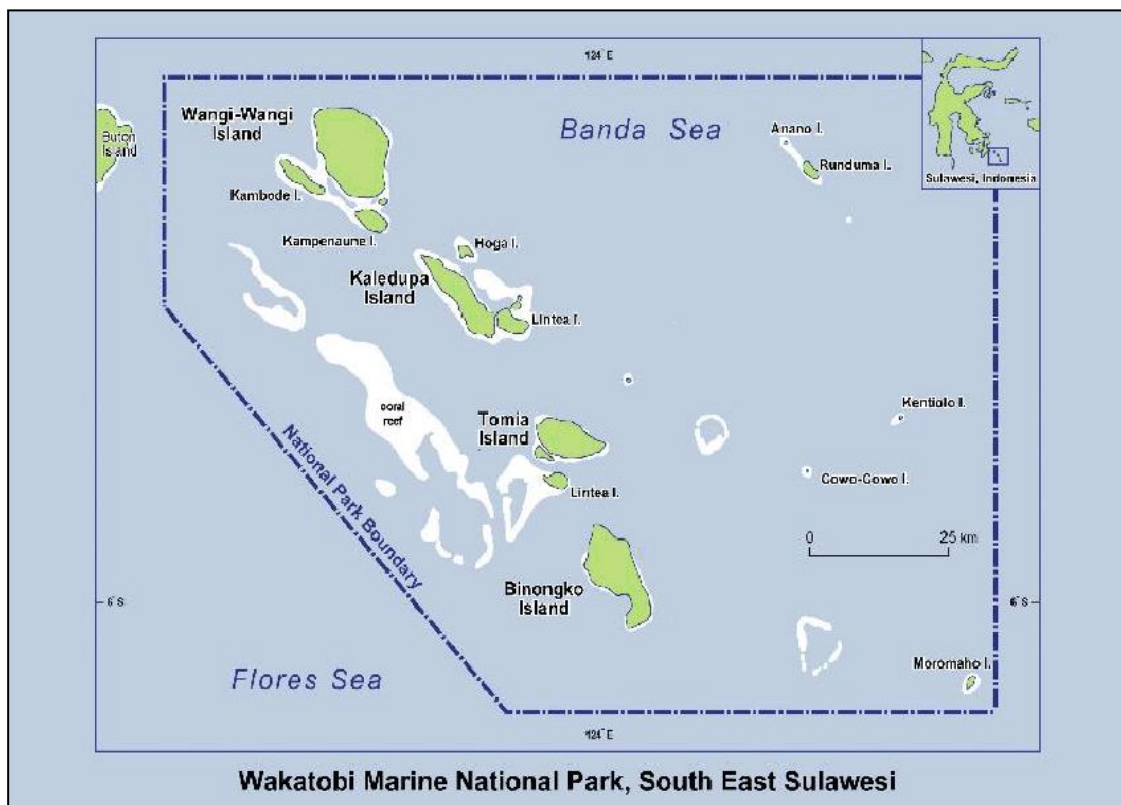 124° E
Wangi-Wangi
Island
Banda Sea
Anano I.
Buton
Island
Runduma I.
Sulawesi, Indonesia
Kambode I.
Kampenaune I.
Hoga I.
Kaledupa
Island
Lintea I.
coral
reef
Tomia
Island
Kentiolo I.
Cowo-Cowo I.
Lintea I.
National Park Boundary
0 25 km
Binongko
Island
6° S
6° S
Moromaho I.
Flores Sea
124° E
Wakatobi Marine National Park, South East Sulawesi